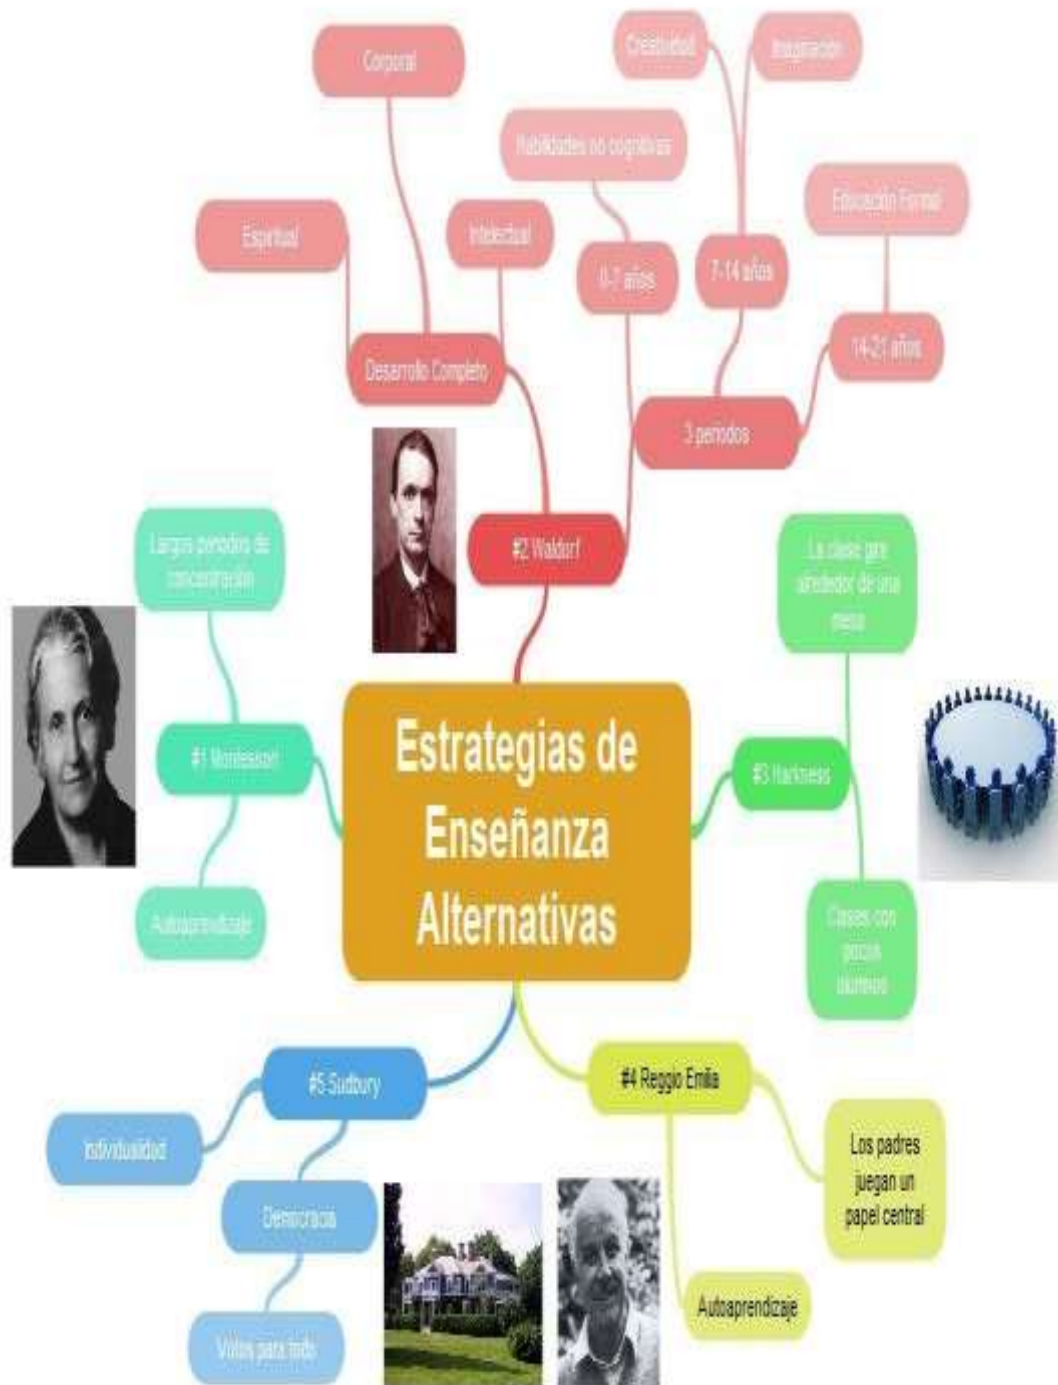 Corporal
Creatividad
Imaginación
Habilidades no cognitivas
Educación Formal
Espiritual
Intelectual
0-7 años
7-14 años
14-21 años
Desarrollo Completo
3 periodos
#2 Waldorf
Largos periodos de
concentración
La clase gire
alrededor de una
mesa
#1 Montessori
#3 Harkness
Estrategias de
Enseñanza
Alternativas
Autoaprendizaje
Clases con
pocos
alumnos
#5 Sudbury
#4 Reggio Emilia
Individualidad
Democracia
Votos para todo
Los padres
juegan un
papel central
Autoaprendizaje